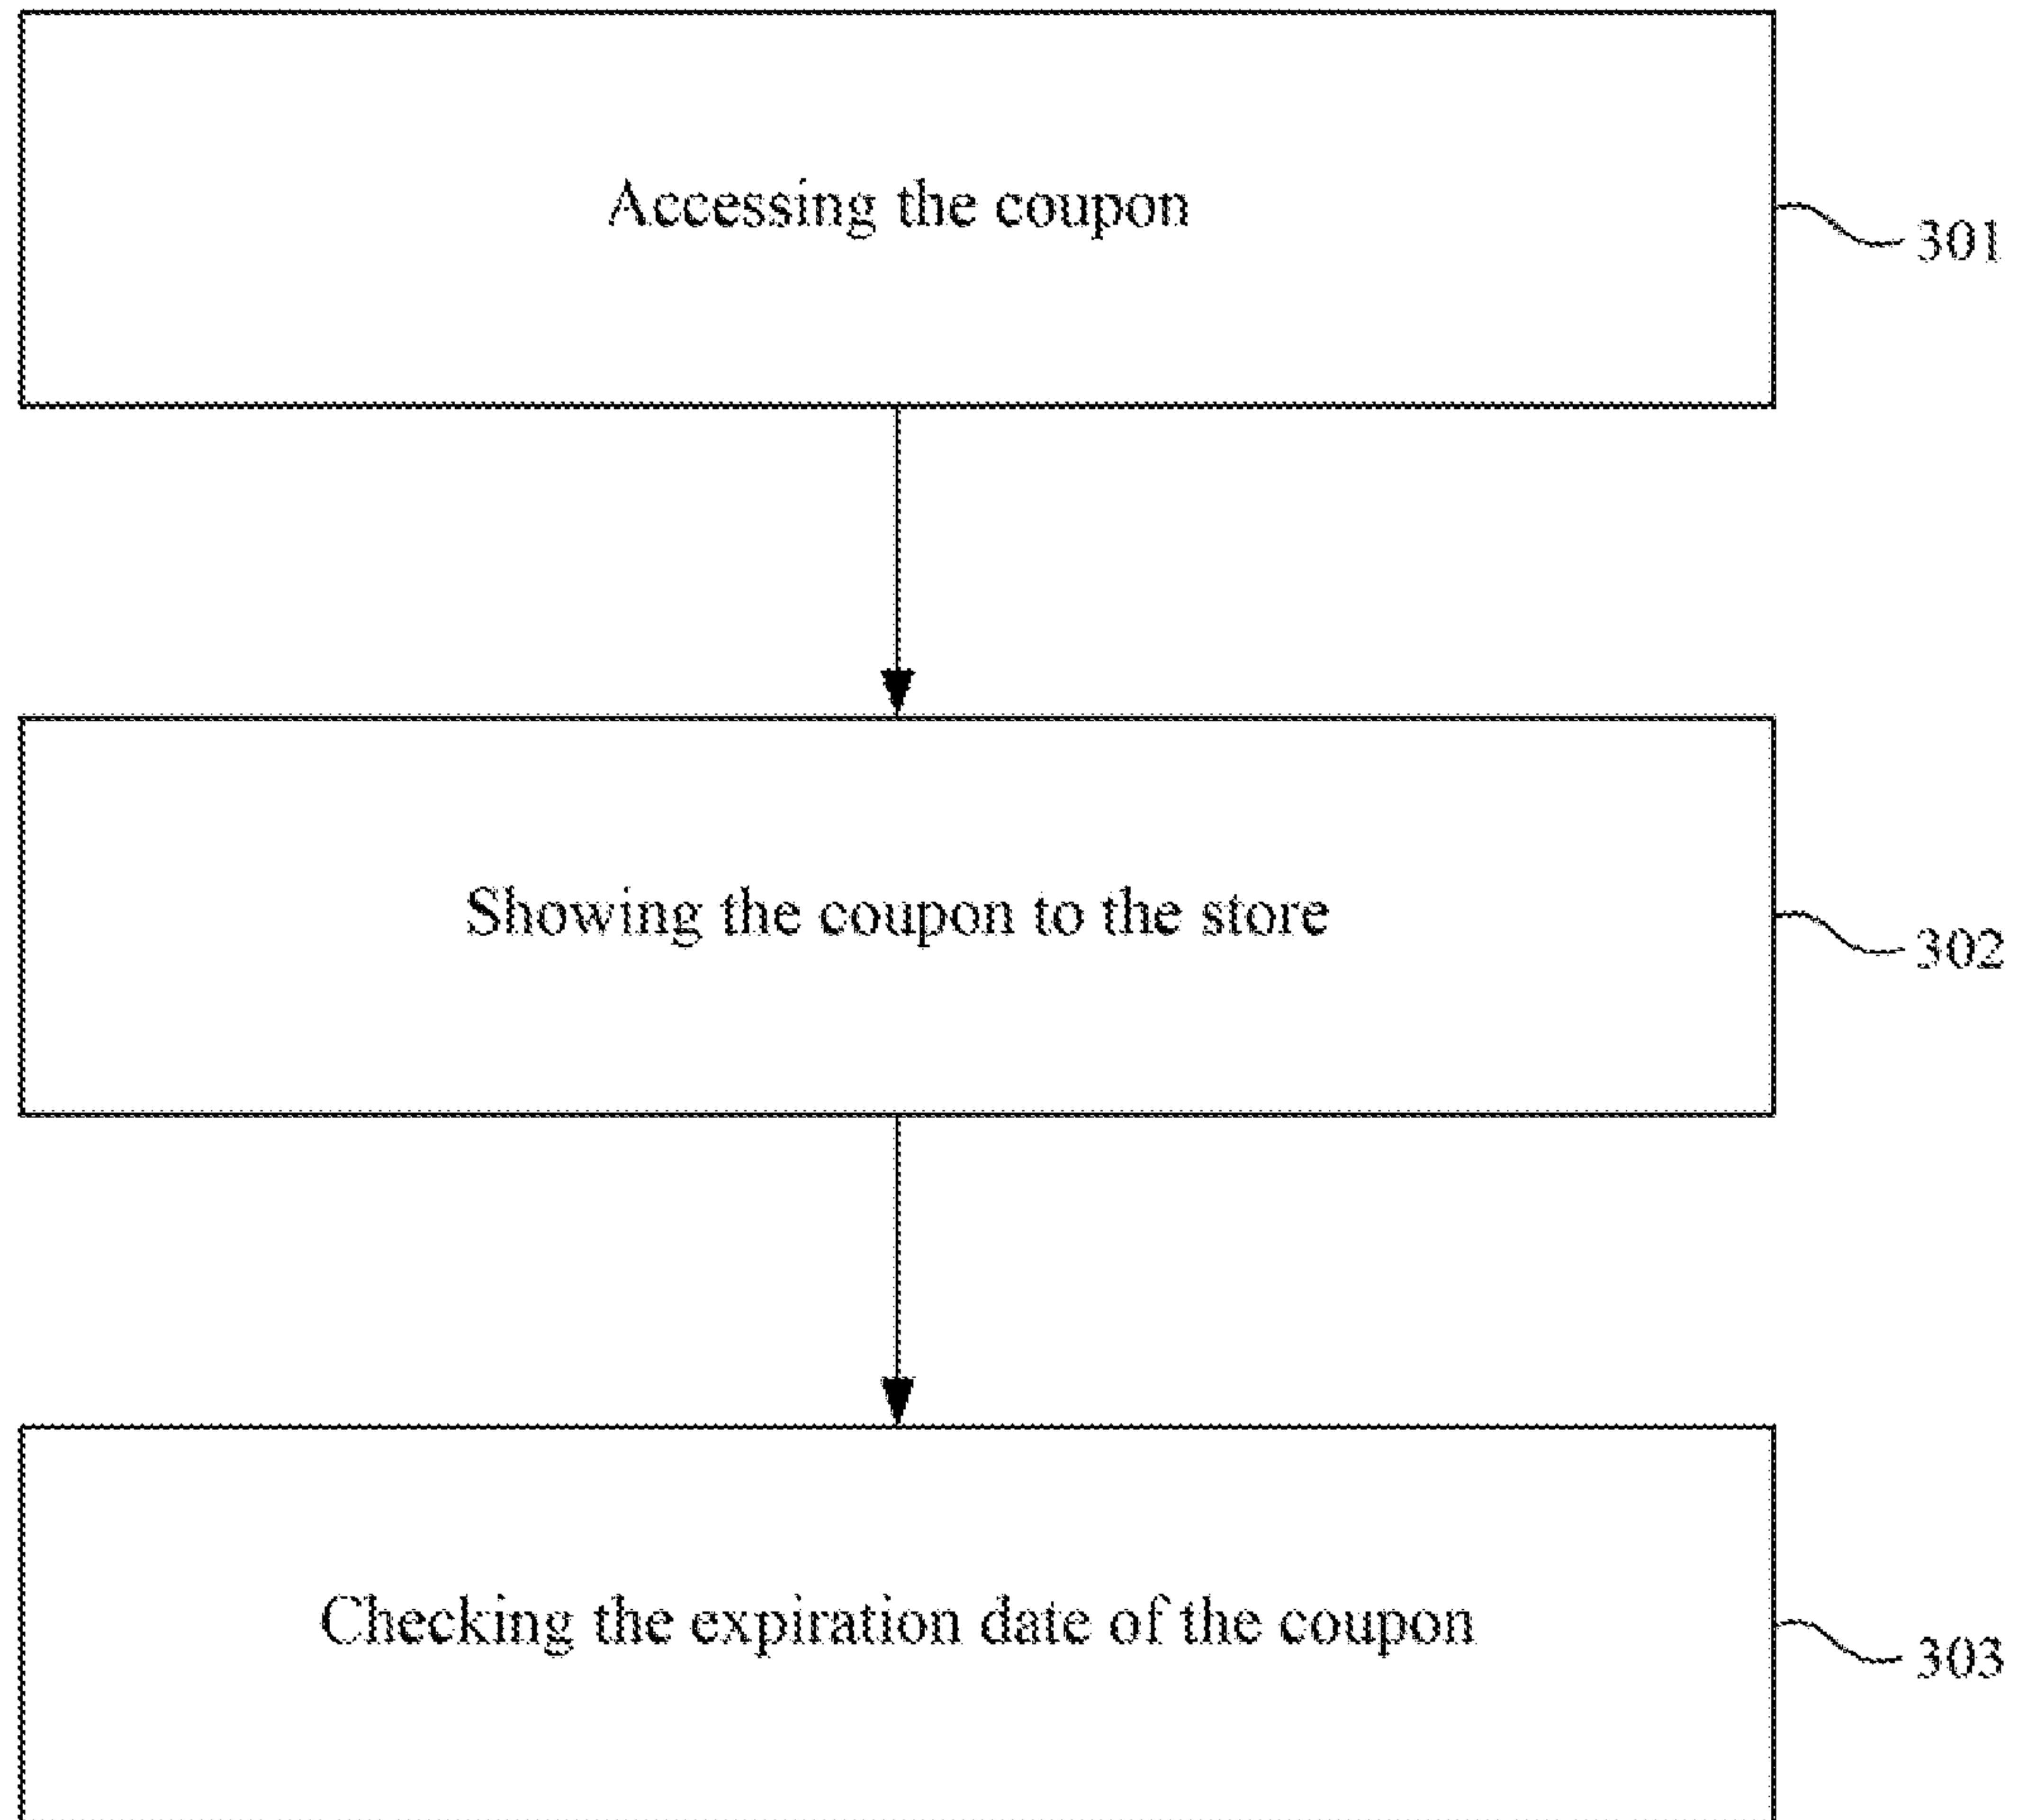 Accessing the coupon
301
Showing the coupon to the store
302
Checking the expiration date of the coupon
303